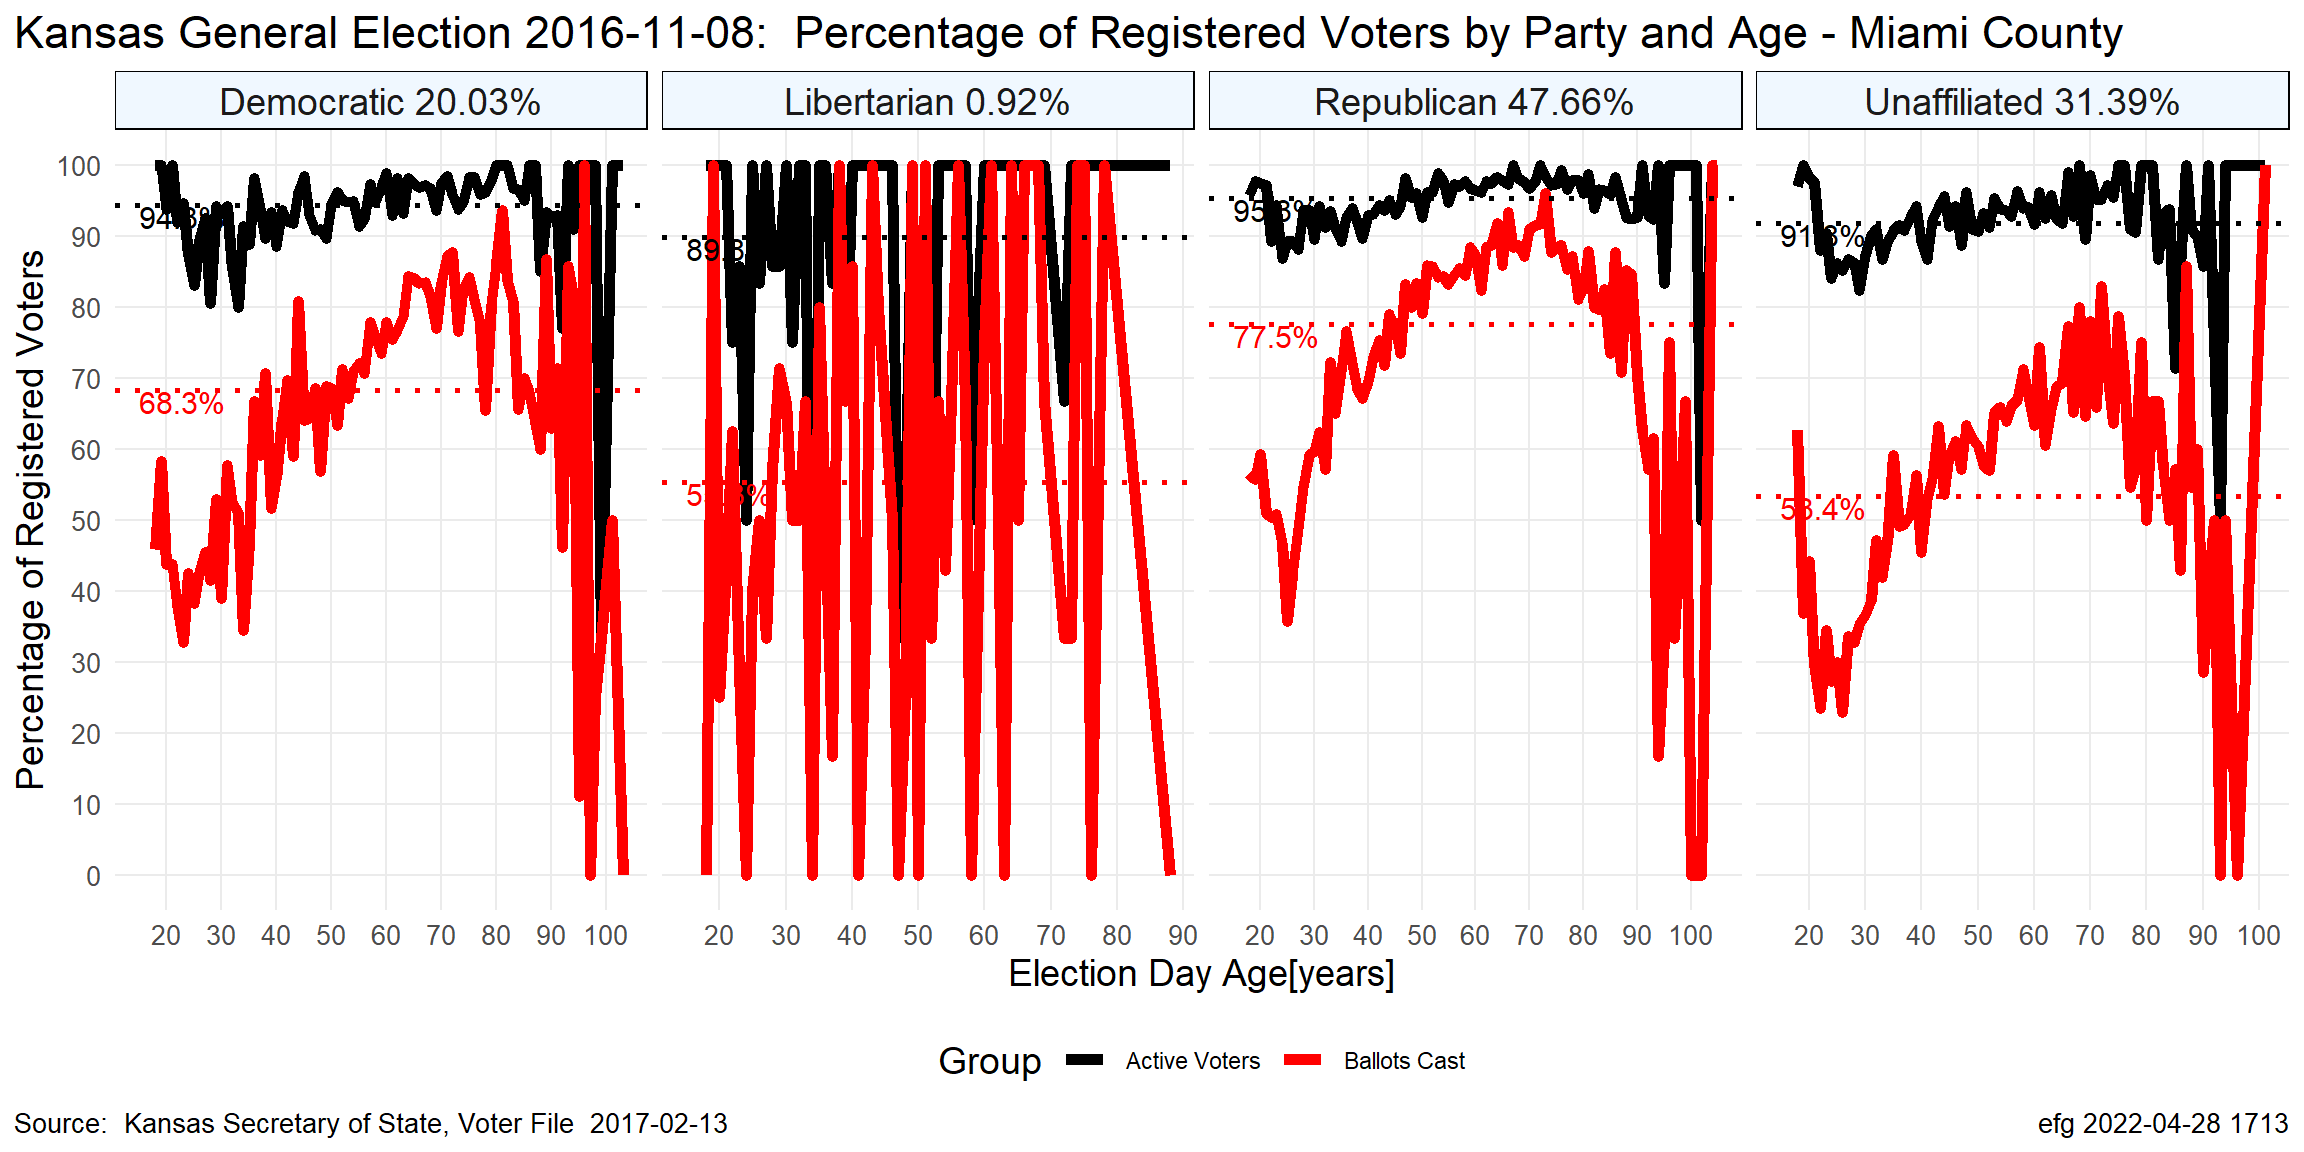 Kansas General Election 2016-11-08:  Percentage of Registered Voters by Party and Age - Miami County
Democratic 20.03%
Libertarian 0.92%
Republican 47.66%
Unaffiliated 31.39%
Percentage of Registered Voters
100
90
80
70
60
50
40
30
20
10
0
68.3%
77.5%
53.4%
20 30 40 50 60 70 80 90 100
20 30 40 50 60 70 80 90
20 30 40 50 60 70 80 90 100
20 30 40 50 60 70 80 90 100
Election Day Age[years]
Group Active Voters Ballots Cast
Source:  Kansas Secretary of State, Voter File  2017-02-13
efg 2022-04-28 1713